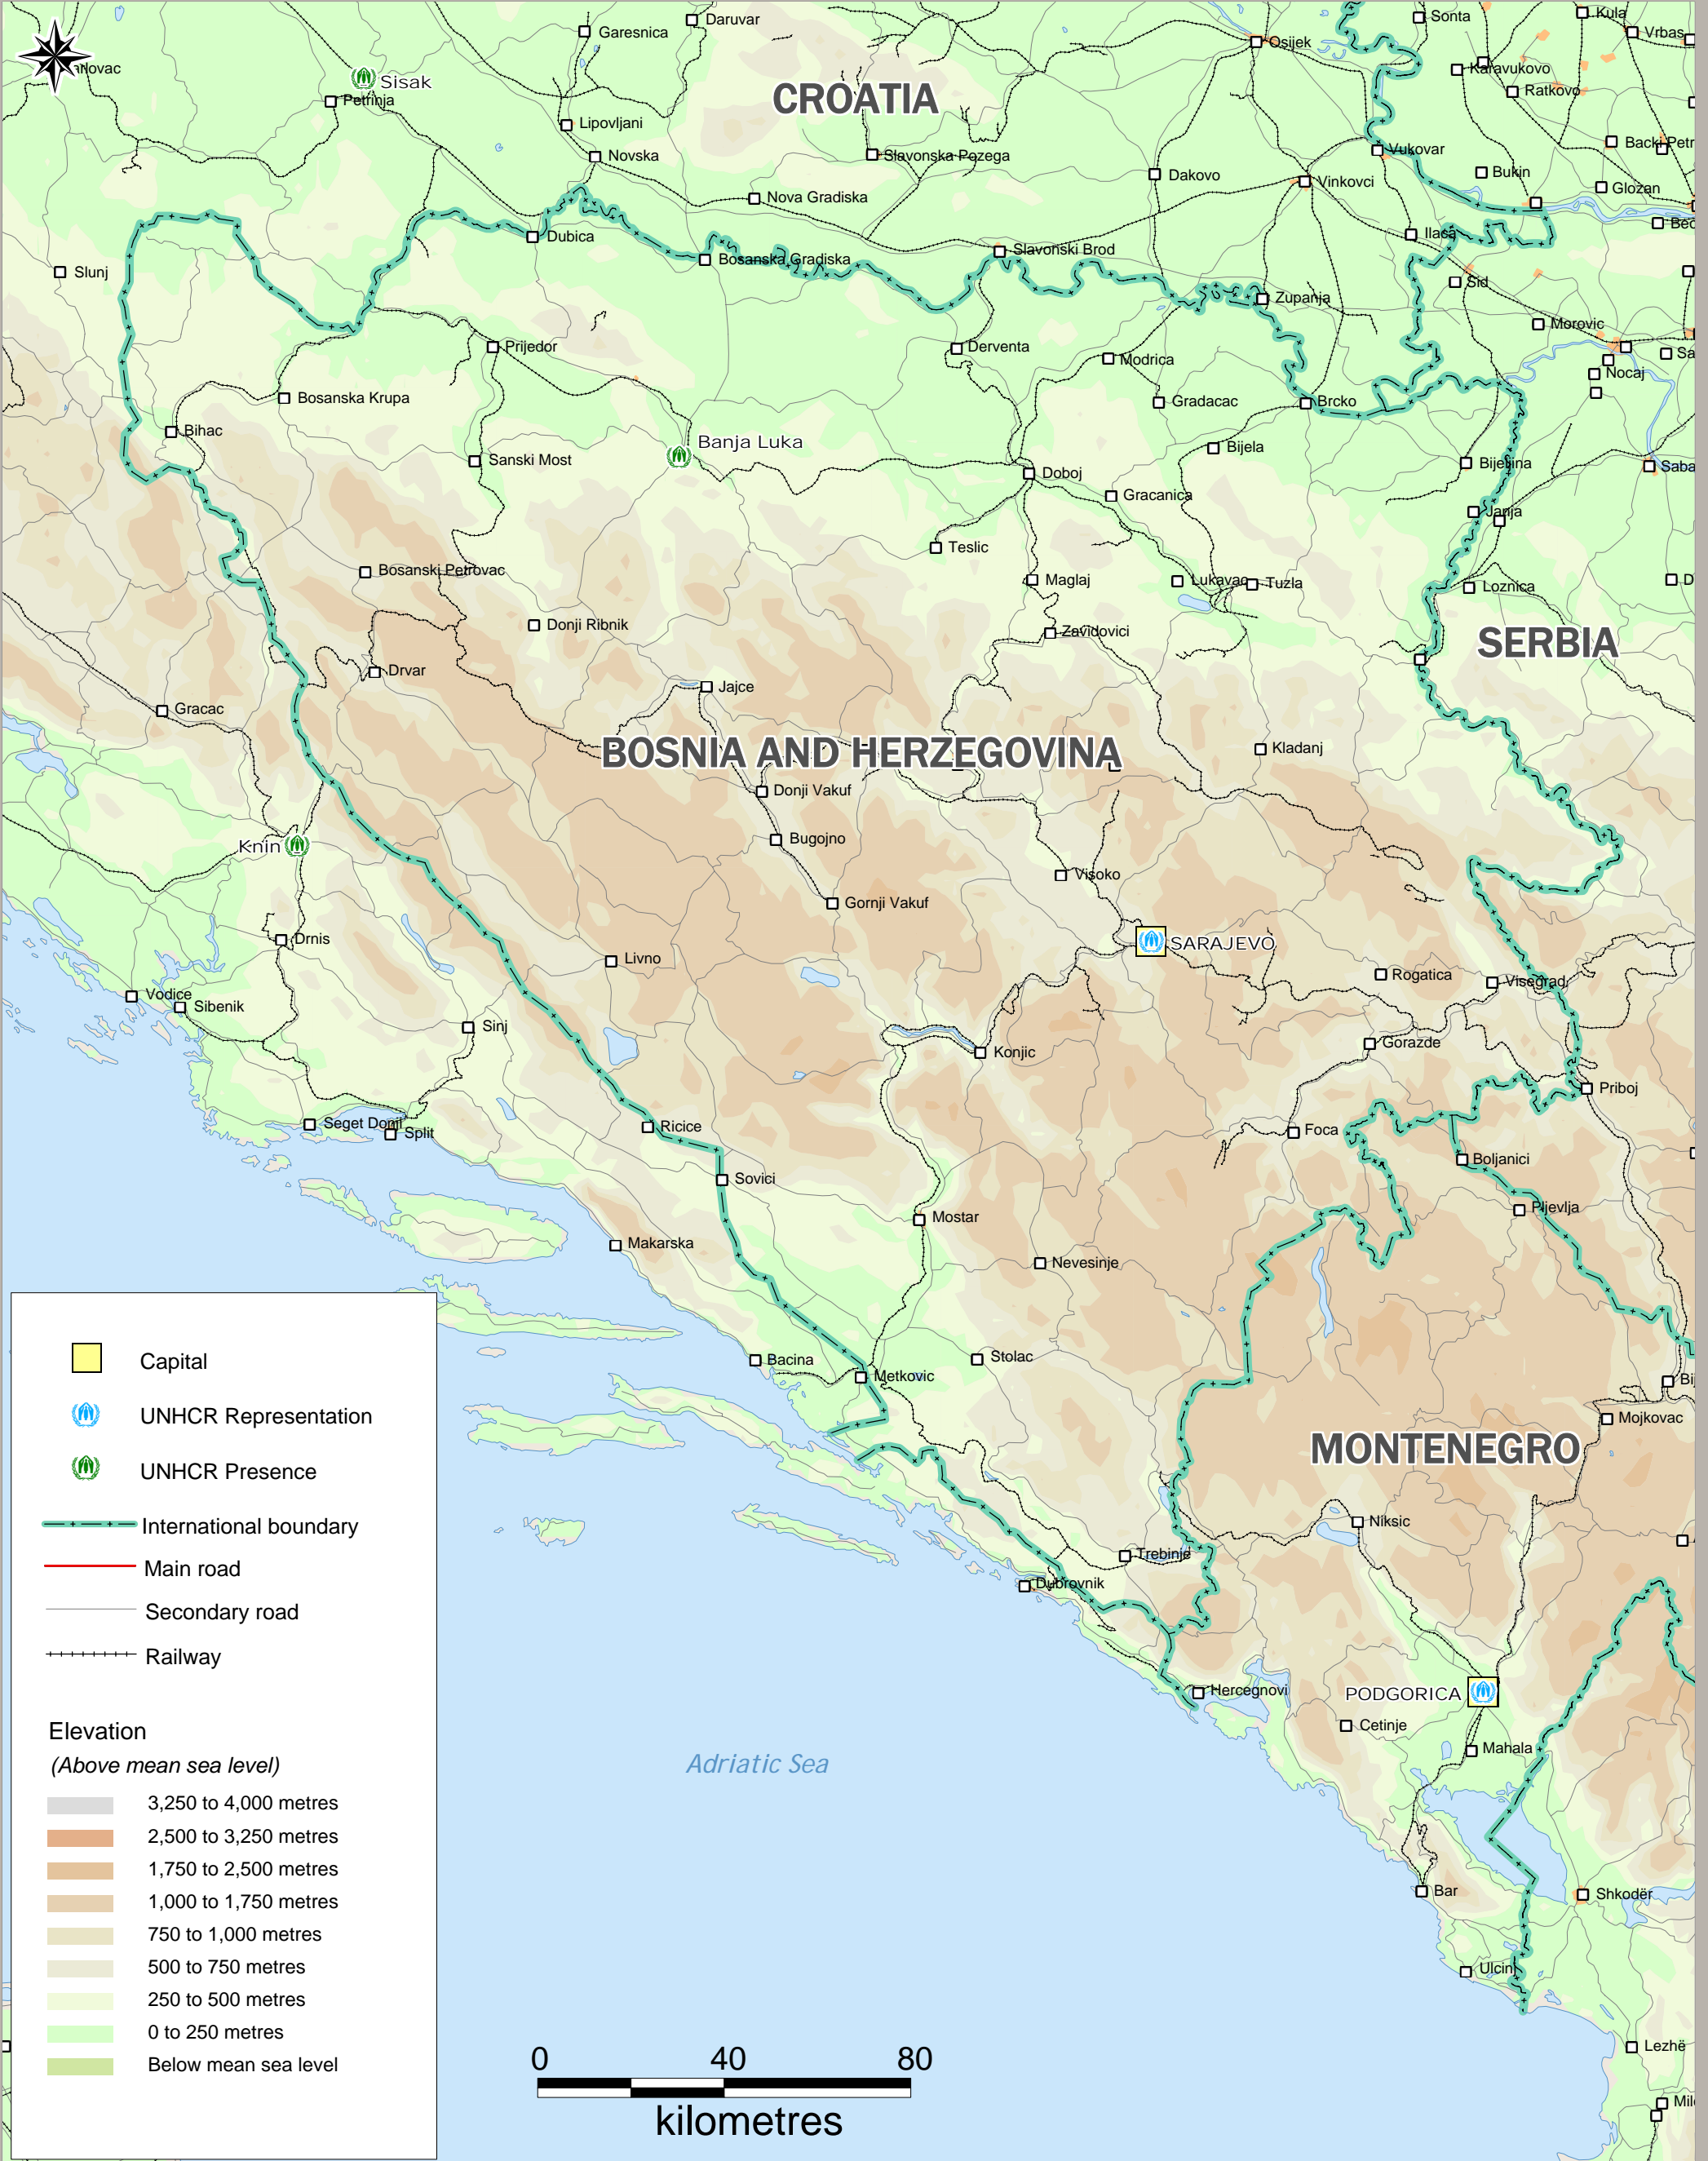 Daruvar
Garesnica
Sonta
Kula
Vrbas
Osijek
CROATIA
Sisak
Karavukovo
Petrinja
Ratkovo
Lipovljani
Backi Petr
Novska
Slavonska Pozega
Vukovar
Dakovo
Vinkovci
Bukin
Nova Gradiska
Glozan
Dubica
Ilaca
Slavonski Brod
Bosanska Gradiska
Slunj
Sid
Zupanja
Morovic
Prijedor
Derventa
Modrica
Sa
Nocaj
Bosanska Krupa
Gradacac
Brcko
Bihac
Banja Luka
Bijela
Sanski Most
Bijeljina
Saba
Doboj
Gracanica
Janja
Teslic
Bosanski Petrovac
Maglaj
Lukavac
Tuzla
Loznica
D
Donji Ribnik
Zavidovici
SERBIA
Drvar
Jajce
Gracac
BOSNIA AND HERZEGOVINA
Kladanj
Donji Vakuf
Bugojno
Knin
Visoko
Gornji Vakuf
Drnis
SARAJEVO
Livno
Rogatica
Visegrad
Vodice
Sibenik
Sinj
Konjic
Gorazde
Priboj
Seget Donji
Split
Ricice
Foca
Boljanici
Sovici
Pljevlja
Mostar
Makarska
Nevesinje
Bacina
Stolac
Metkovic
Bij
Mojkovac
MONTENEGRO
Niksic
Trebinje
Dubrovnik
Hercegnovi
PODGORICA
Cetinje
Mahala
Adriatic Sea
Bar
Shkodër
Ulcinj
Lezhë
Capital
UNHCR Representation
UNHCR Presence
International boundary
Main road
Secondary road
Railway
Elevation
(Above mean sea level)
3,250 to 4,000 metres
2,500 to 3,250 metres
1,750 to 2,500 metres
1,000 to 1,750 metres
750 to 1,000 metres
500 to 750 metres
250 to 500 metres
0 to 250 metres
Below mean sea level
0 40 80
kilometres